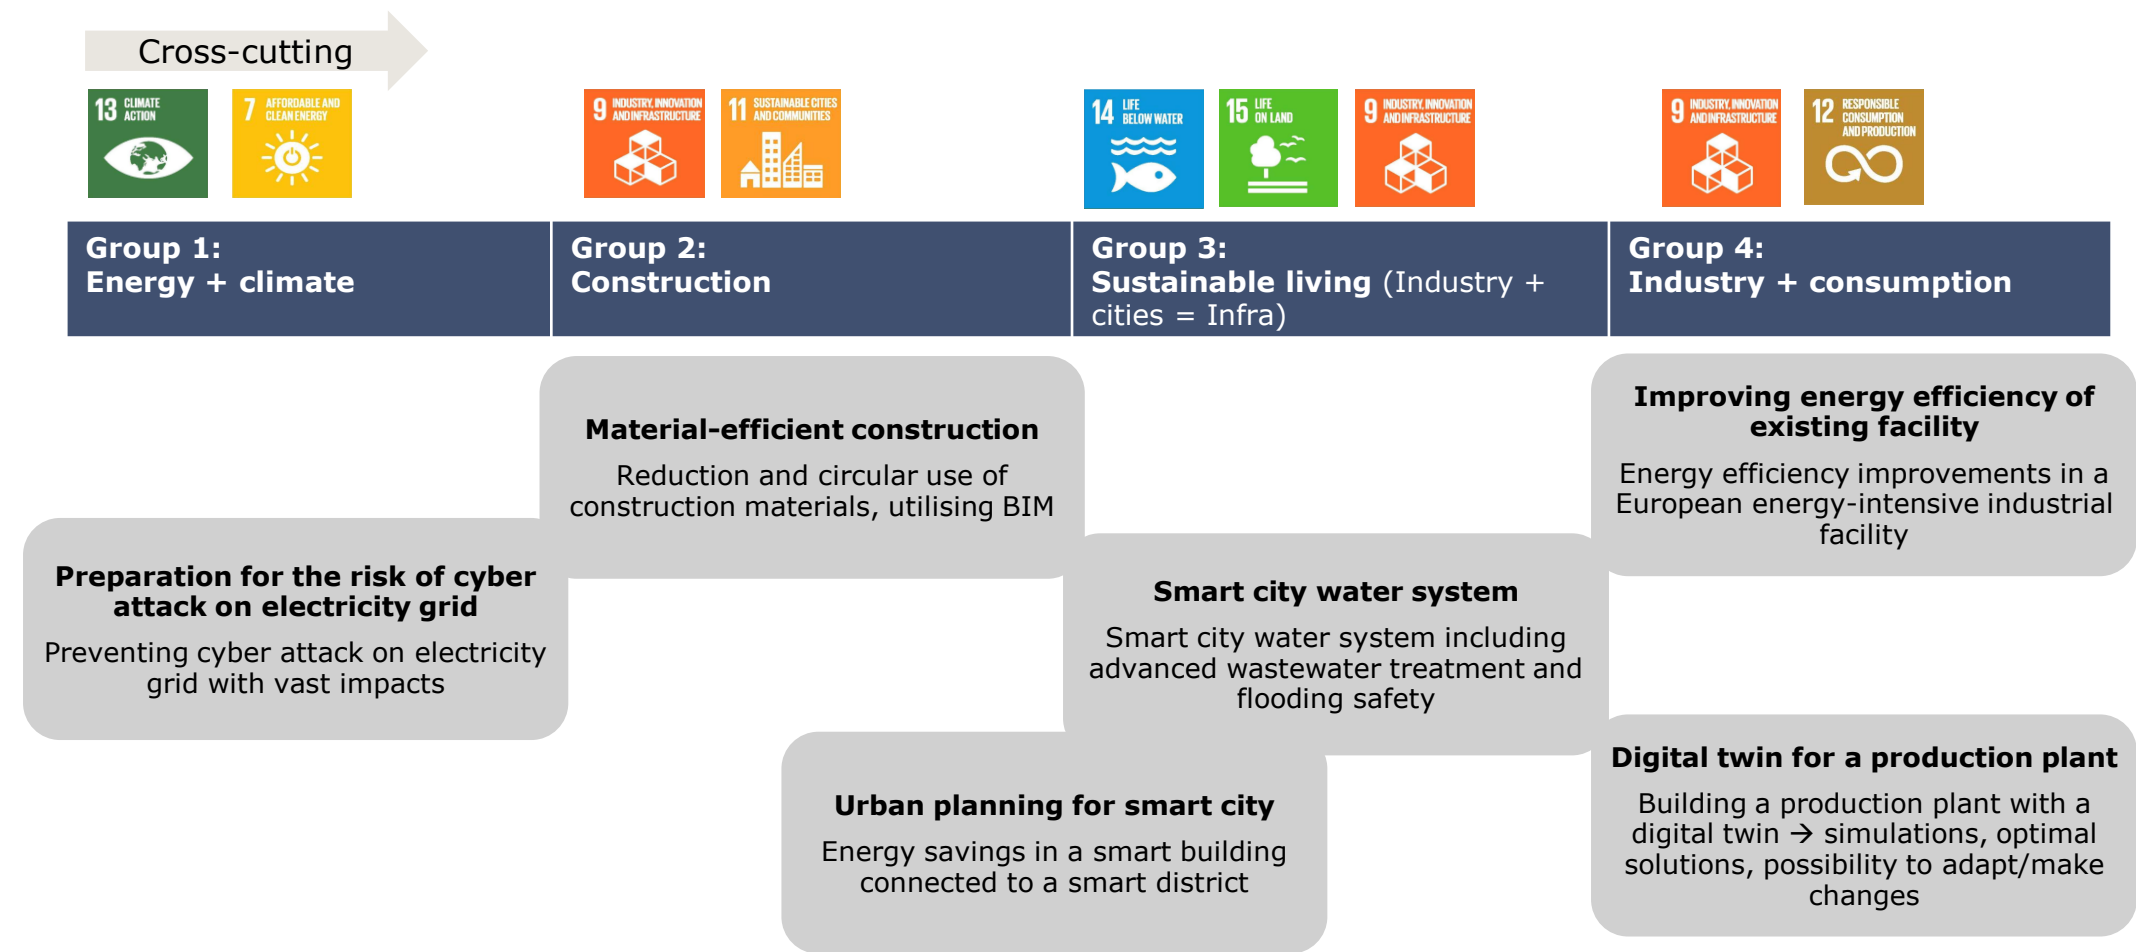 Cross-cutting
13 CLIMATE
ACTION
7 AFFORDABLE AND
CLEAN ENERGY
9 INDUSTRY, INNOVATION
AND INFRASTRUCTURE
11 SUSTAINABLE CITIES
AND COMMUNITIES
14 LIFE
BELOW WATER
15 LIFE
ON LAND
9 INDUSTRY, INNOVATION
AND INFRASTRUCTURE
9 INDUSTRY, INNOVATION
AND INFRASTRUCTURE
12 RESPONSIBLE
CONSUMPTION
AND PRODUCTION
Group 1:
Energy + climate
Group 2:
Construction
Group 3:
Sustainable living (Industry +
cities = Infra)
Group 4:
Industry + consumption
Preparation for the risk of cyber
attack on electricity grid
Preventing cyber attack on electricity
grid with vast impacts
Material-efficient construction
Reduction and circular use of
construction materials, utilising BIM
Urban planning for smart city
Energy savings in a smart building
connected to a smart district
Smart city water system
Smart city water system including
advanced wastewater treatment and
flooding safety
Improving energy efficiency of
existing facility
Energy efficiency improvements in a
European energy-intensive industrial
facility
Digital twin for a production plant
Building a production plant with a
digital twin → simulations, optimal
solutions, possibility to adapt/make
changes